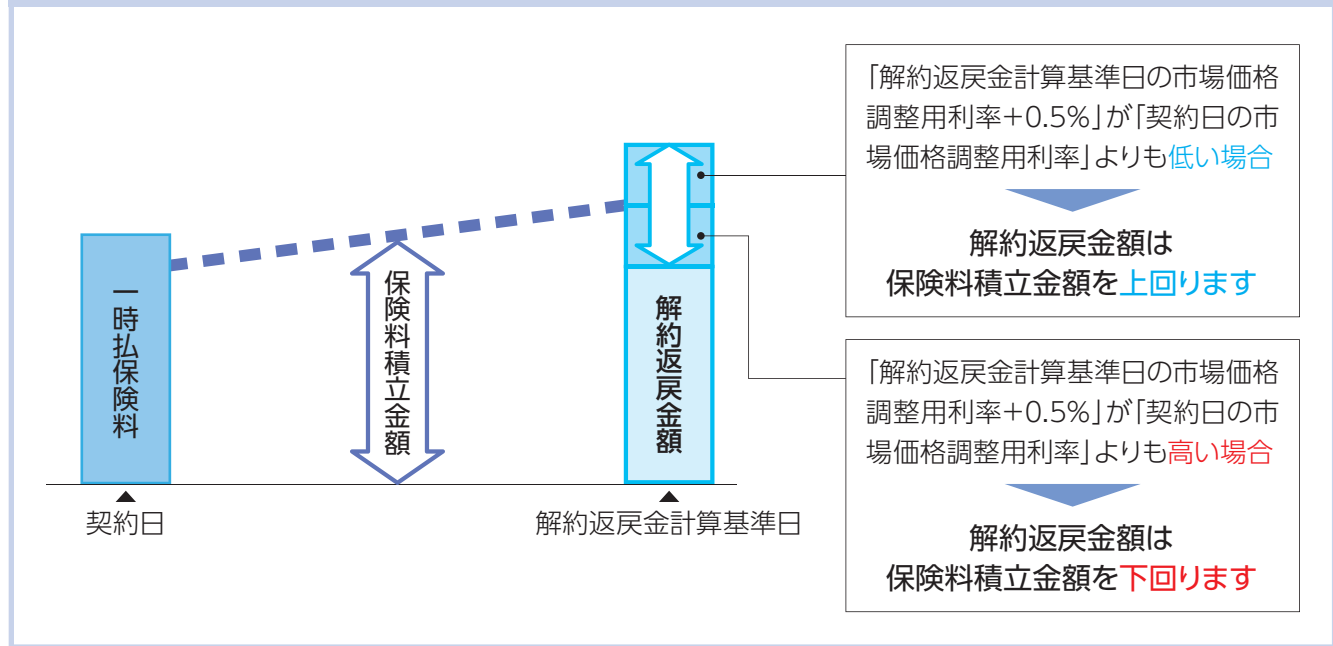 一時払保険料
契約日
保険料積立金額
解約返戻金額
解約返戻金計算基準日
「解約返戻金計算基準日の市場価格
調整用利率+0.5%」が「契約日の市
場価格調整用利率」よりも低い場合
解約返戻金額は
保険料積立金額を上回ります
「解約返戻金計算基準日の市場価格
調整用利率+0.5%」が「契約日の市
場価格調整用利率」よりも高い場合
解約返戻金額は
保険料積立金額を下回ります